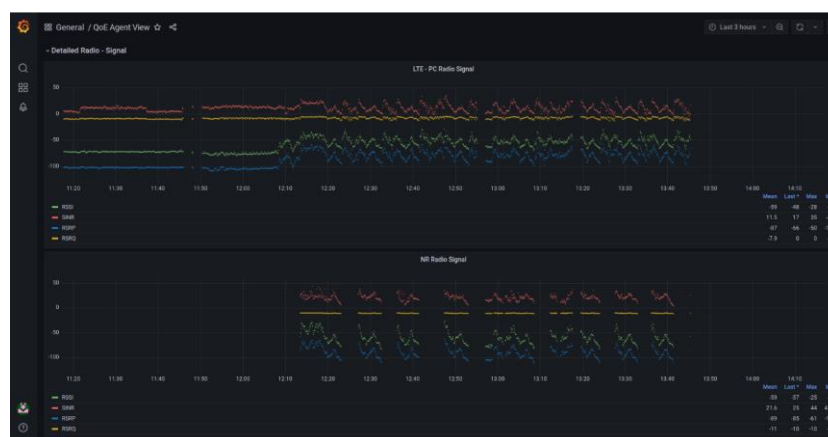 General / QoE Agent View
Last 3 hours
Detailed Radio - Signal
LTE - PC Radio Signal
50
0
-50
-100
11:20 11:30 11:40 11:50 12:00 12:10 12:20 12:30 12:40 12:50 13:00 13:10 13:20 13:30 13:40 13:50 14:00 14:10
Mean Last * Max
RSSI -59 -48 -28
SINR 11.5 17 35
RSRP -87 -66 -50
RSRQ -7.9 0 0
NR Radio Signal
50
0
-50
-100
11:20 11:30 11:40 11:50 12:00 12:10 12:20 12:30 12:40 12:50 13:00 13:10 13:20 13:30 13:40 13:50 14:00 14:10
Mean Last * Max
RSSI -59 -57 -25
SINR 21.6 25 44
RSRP -89 -85 -61
RSRQ -11 -10 -10